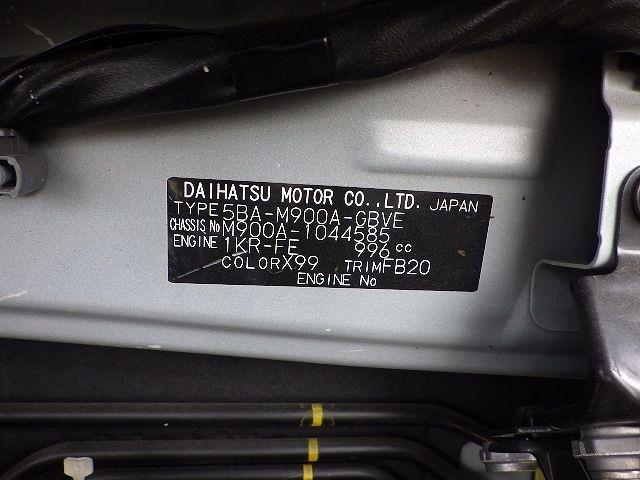 DAIHATSU MOTOR CO.,LTD. JAPAN
TYPE 5BA-M900A-GBVE
CHASSIS No M900A-1044585
ENGINE 1KR-FE 996 cc
COLOR X99 TRIM FB20
ENGINE No